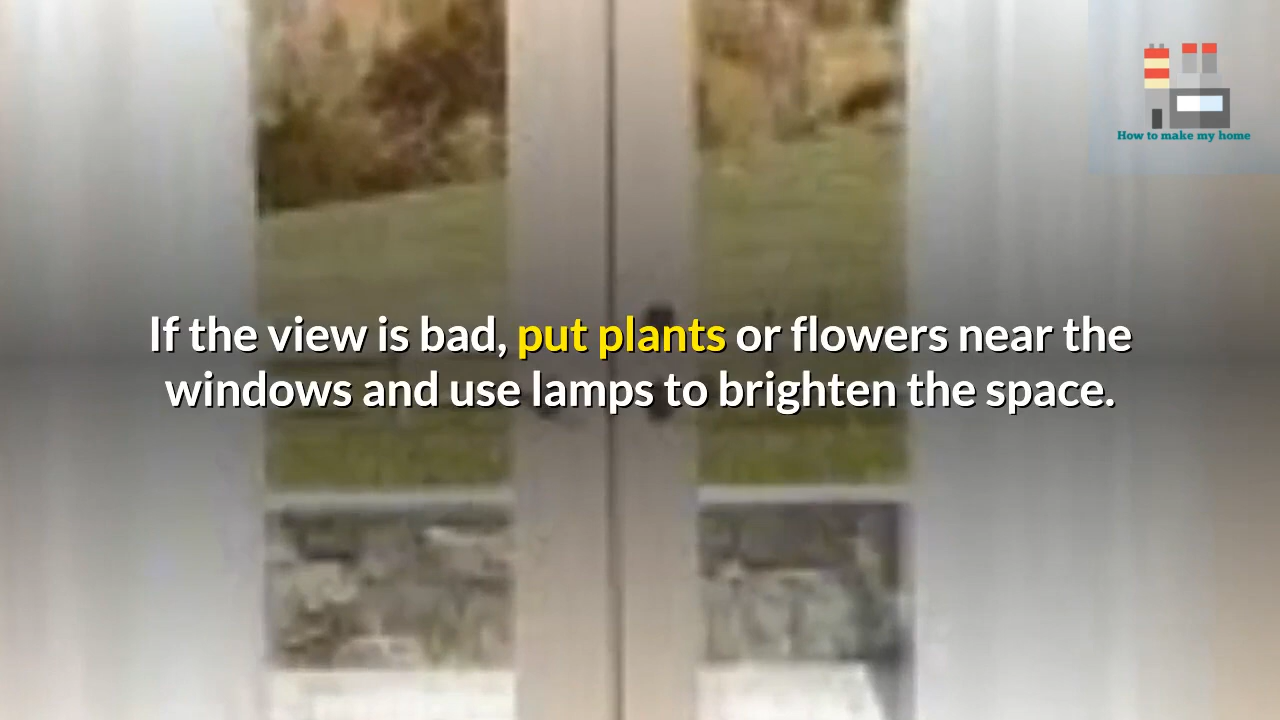 How to make my home
If the view is bad, put plants or flowers near the
windows and use lamps to brighten the space.